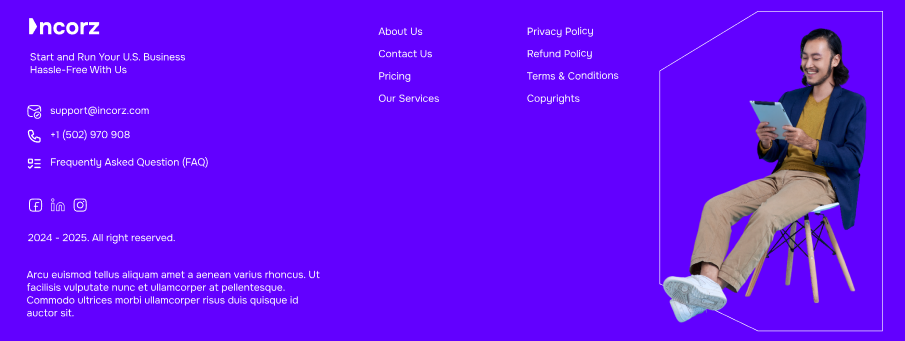 ncorz
Start and Run Your U.S. Business
Hassle-Free With Us
support@incorz.com
+1 (502) 970 908
Frequently Asked Question (FAQ)
2024 - 2025. All right reserved.
Arcu euismod tellus aliquam amet a aenean varius rhoncus. Ut
facilisis vulputate nunc et ullamcorper at pellentesque.
Commodo ultrices morbi ullamcorper risus duis quisque id
auctor sit.
About Us
Contact Us
Pricing
Our Services
Privacy Policy
Refund Policy
Terms & Conditions
Copyrights